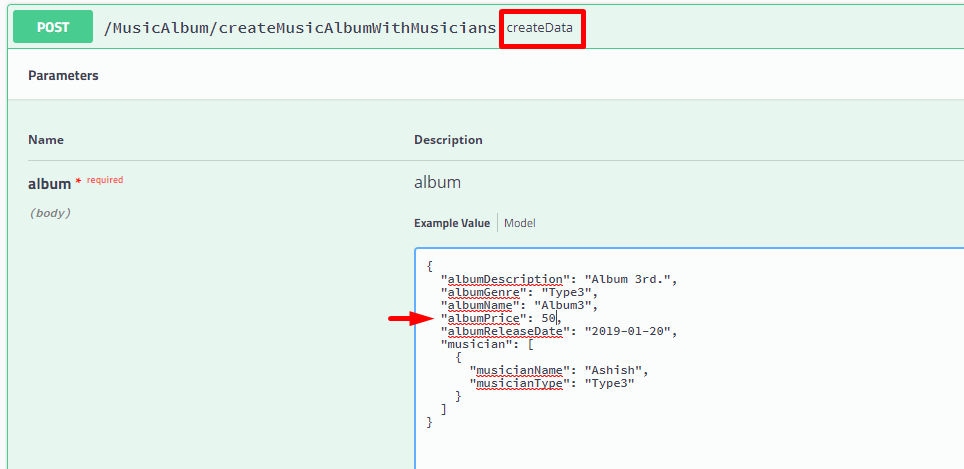 POST /MusicAlbum/createMusicAlbumWithMusicians createData
Parameters
Name Description
album * required album
(body)
Example Value Model
{
"albumDescription": "Album 3rd.",
"albumGenre": "Type3",
"albumName": "Album3",
"albumPrice": 50,
"albumReleaseDate": "2019-01-20",
"musician": [
{
"musicianName": "Ashish",
"musicianType": "Type3"
}
]
}